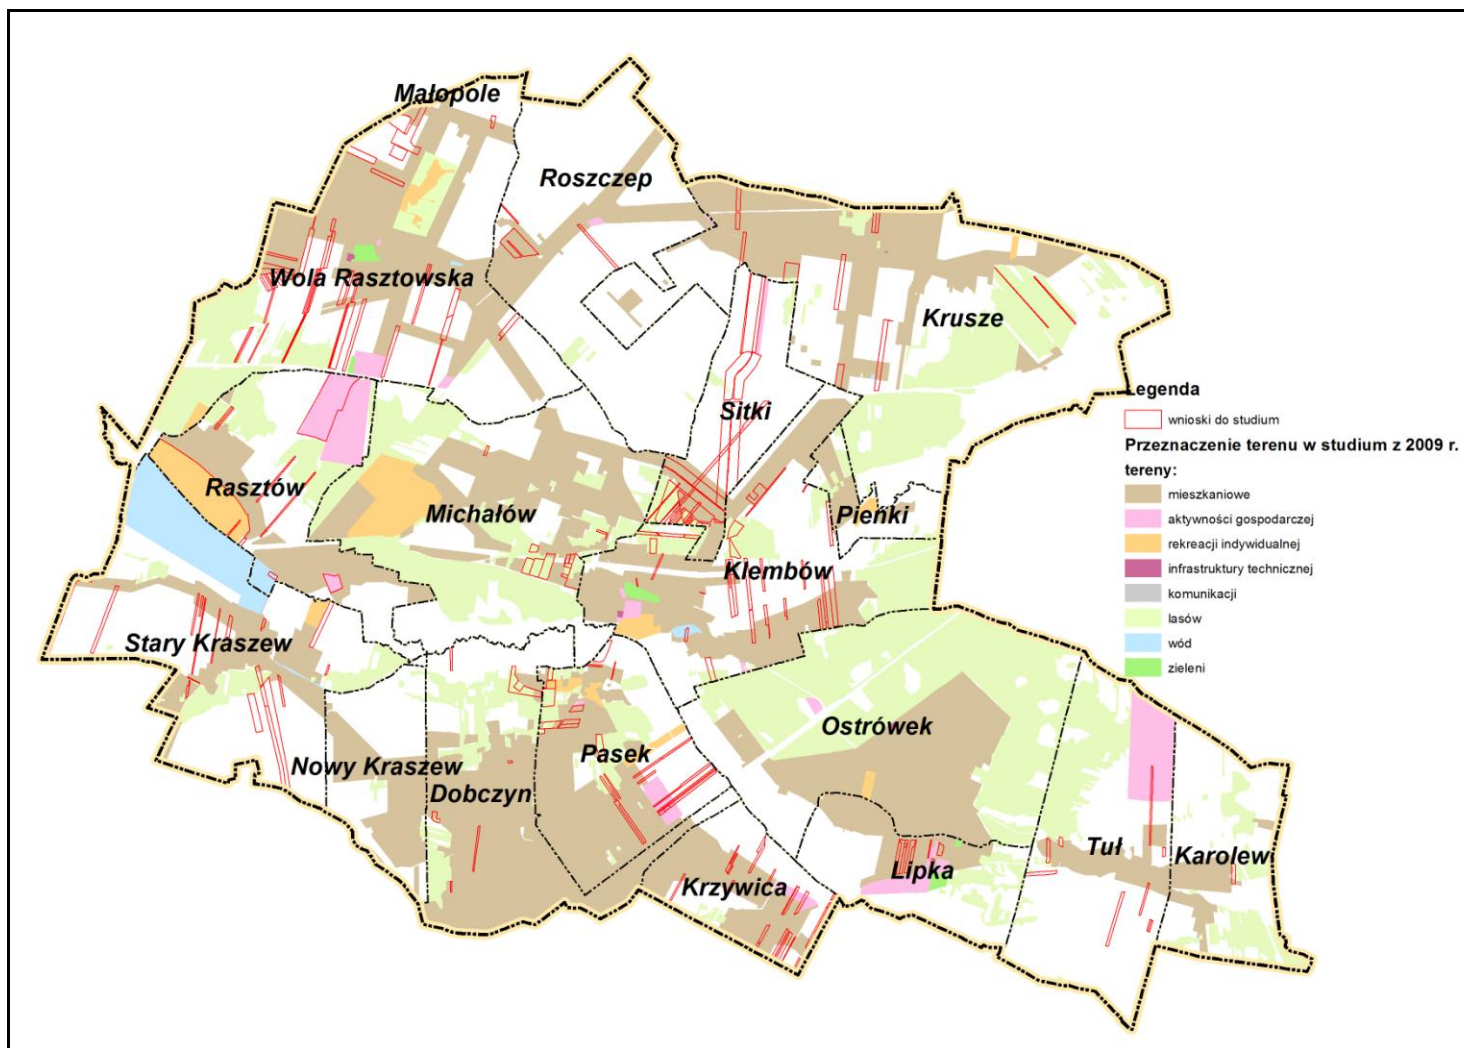 Małopole
Roszczep
Wola Rasztowska
Krusze
Sitki
Rasztów
Michałów
Pieńki
Klembów
Stary Kraszew
Ostrówek
Pasek
Nowy Kraszew
Dobczyn
Tuł
Karolew
Lipka
Krzywica
Legenda
wnioski do studium
Przeznaczenie terenu w studium z 2009 r.
tereny:
mieszkaniowe
aktywności gospodarczej
rekreacji indywidualnej
infrastruktury technicznej
komunikacji
lasów
wód
zieleni